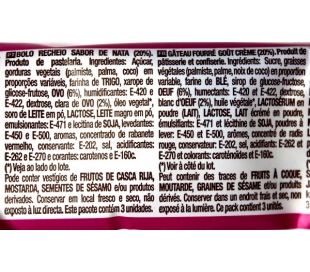 BOLO RECHEIO SABOR DE NATA (20%).
Produto de pastelaria. Ingredientes: Açúcar,
gorduras vegetais (palmiste, palma, coco) em
proporções variáveis, farinha de TRIGO, xarope de
glucose-frutose, OVO (6%), humidificantes: E-420 e
E-422, dextrose, clara de OVO (2%), óleo vegetal*,
soro de LEITE em pó, LACTOSE, LEITE magro em pó,
emulsionantes: E-471 e lecitina de SOJA, levedantes:
E-450 e E-500, aromas, concentrado de rabanete
vermelho, conservante: E-202, sal, acidificantes:
E-262 e E-270 e corantes: carotenos e E-160c.
(*) Veja ao lado do lote.
Pode conter vestígios de FRUTOS DE CASCA RIJA,
MOSTARDA, SEMENTES DE SÉSAMO e/ou produtos
derivados. Conservar em local fresco e seco, não
exposto à luz directa. Este pacote contém 3 unidades.
GÂTEAU FOURRÉ GOÛT CRÈME (20%). Produit de
pâtisserie et confiserie. Ingrédients: Sucre, graisses
végétales (palmiste, palme, noix de coco) en proportion
variable, farine de BLÉ, sirop de glucose-fructose,
OEUF (6%), humectants: E-420 et E-422, dextrose,
blanc d'OEUF (2%), huile végétale*, LACTOSÉRUM en
poudre (LAIT) LACTOSE, LAIT écrémé en poudre,
émulsifiants: E-471 et lécithine de SOJA, poudres à
lever: E-450 et E-500, arômes, concentré de radis
rouge, conservateur: E-202, sel, acidifiants: E-262 et
E-270 et colorants: carotenoïdes et E-160c.
(*) Voir à côté du lot.
Peut contenir des traces de FRUITS À COQUE,
MOUTARDE, GRAINES DE SÉSAME et/ou produits
dérivés. Conserver dans un endroit frais et sec, non
exposé à la lumière. Ce pack contient 3 unités.